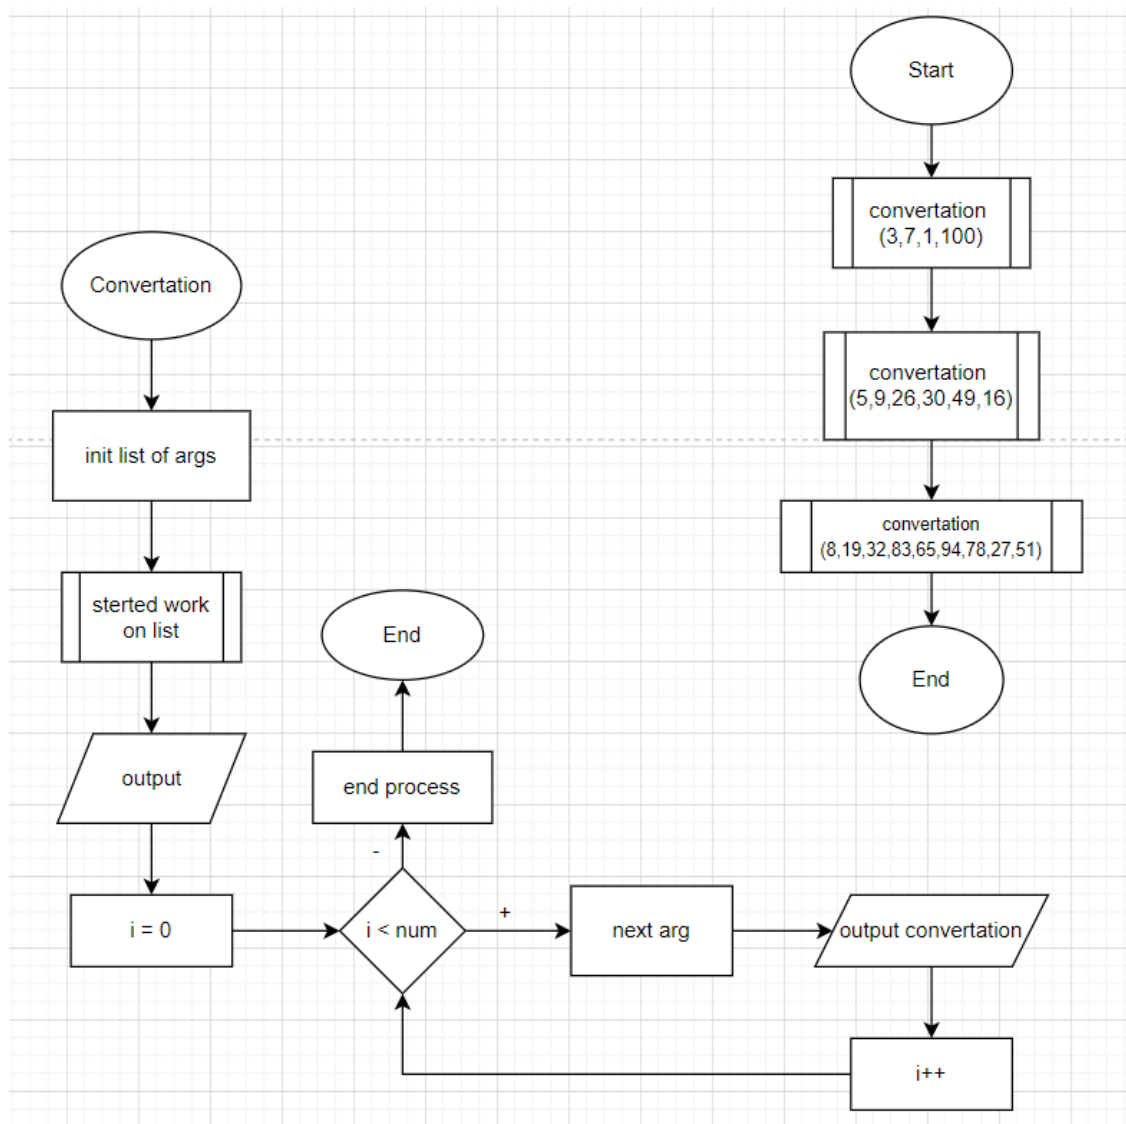 Start
convertation
(3,7,1,100)
convertation
(5,9,26,30,49,16)
convertation
(8,19,32,83,65,94,78,27,51)
End
Convertation
init list of args
sterted work
on list
output
i = 0
i < num
-
end process
End
+
next arg
output convertation
i++